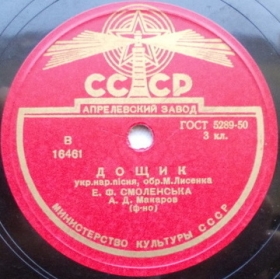 СССР
АПРЕЛЕВСКИЙ ЗАВОД
В
16461
ГОСТ 5289-50
3 кл.
ДОЩИК
укр.нар.пісня, обр.М.Лисенка
Е. Ф. СМОЛЕНСЬКА
А. Д. Макаров
(ф-но)
МИНИСТЕРСТВО КУЛЬТУРЫ СССР